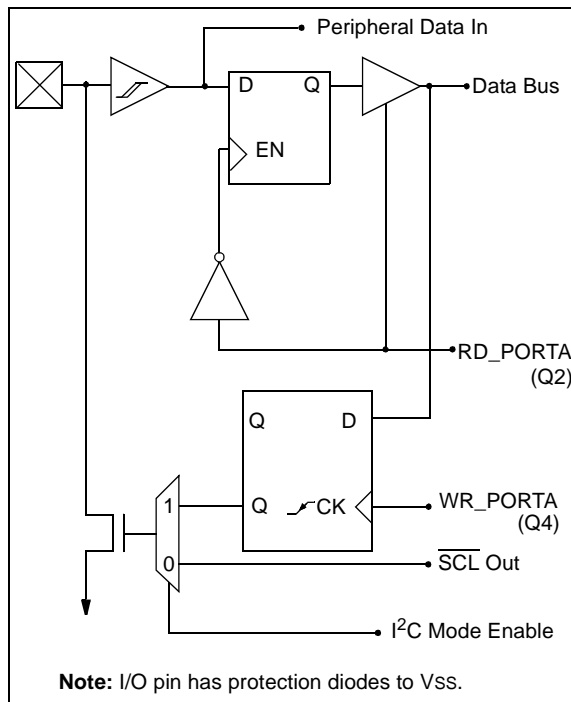 Peripheral Data In
D Q
Data Bus
EN
RD_PORTA
(Q2)
Q D
1 Q CK WR_PORTA
(Q4)
0 SCL Out
I²C Mode Enable
Note: I/O pin has protection diodes to VSS.